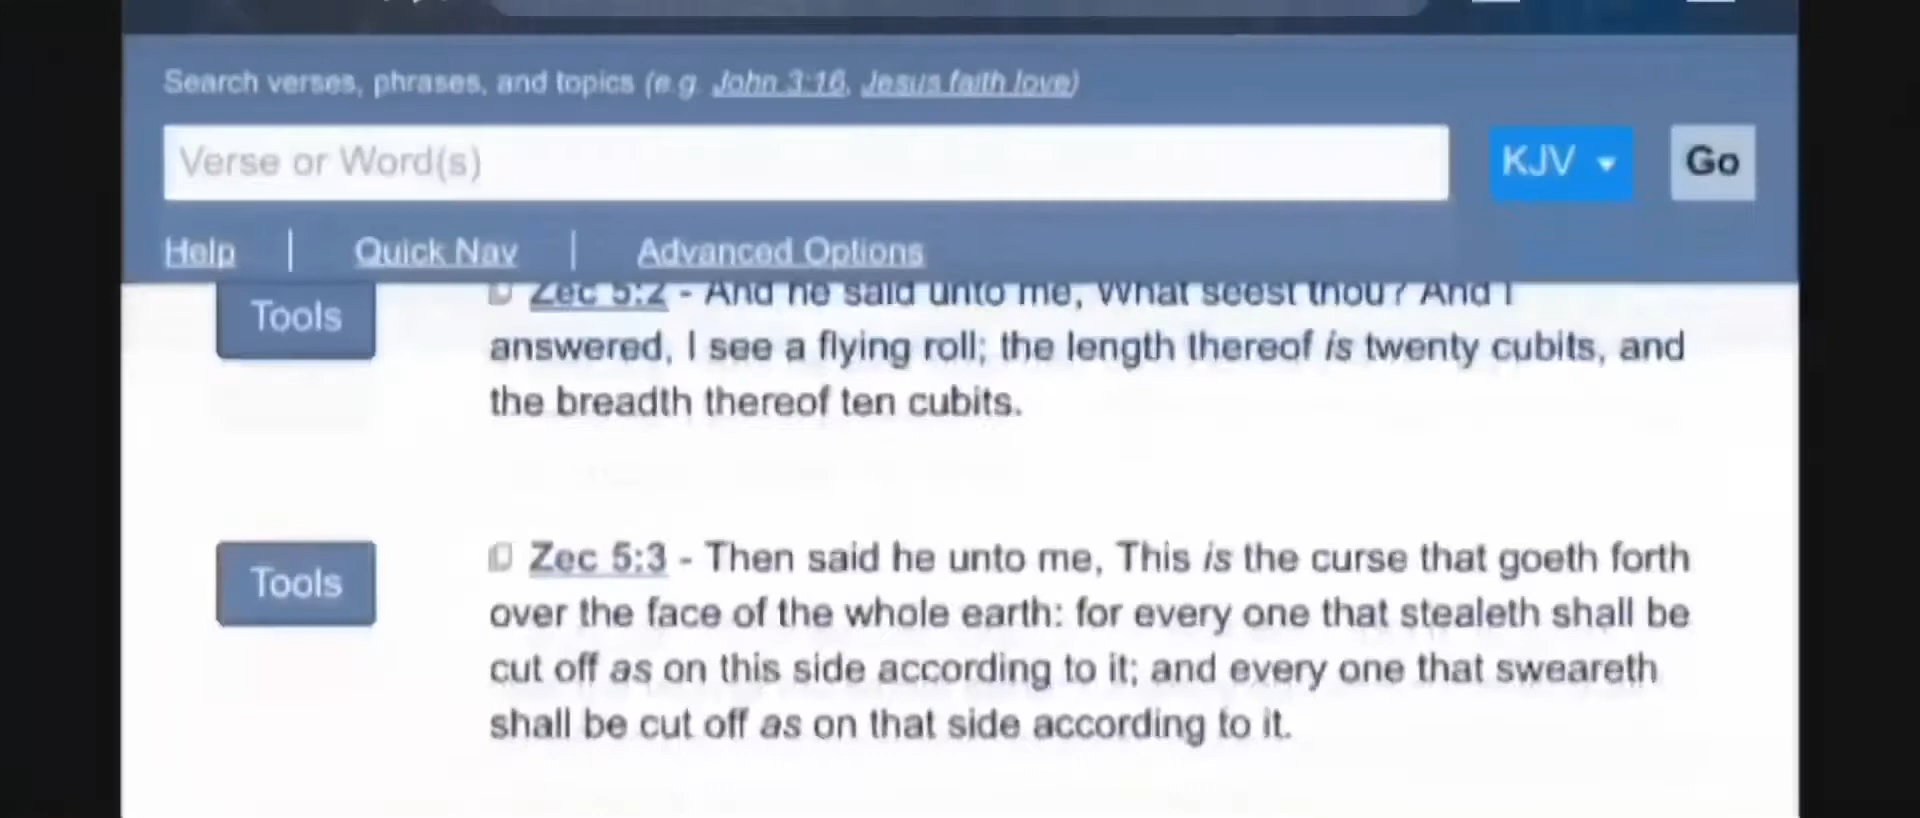 Search verses, phrases, and topics (e.g. John 3:16, Jesus faith love)
Verse or Word(s)
KJV
Go
Help | Quick Nav | Advanced Options
Tools
Zec 5:2 - And he said unto me, What seest thou? And I
answered, I see a flying roll; the length thereof is twenty cubits, and
the breadth thereof ten cubits.
Tools
Zec 5:3 - Then said he unto me, This is the curse that goeth forth
over the face of the whole earth: for every one that stealeth shall be
cut off as on this side according to it; and every one that sweareth
shall be cut off as on that side according to it.